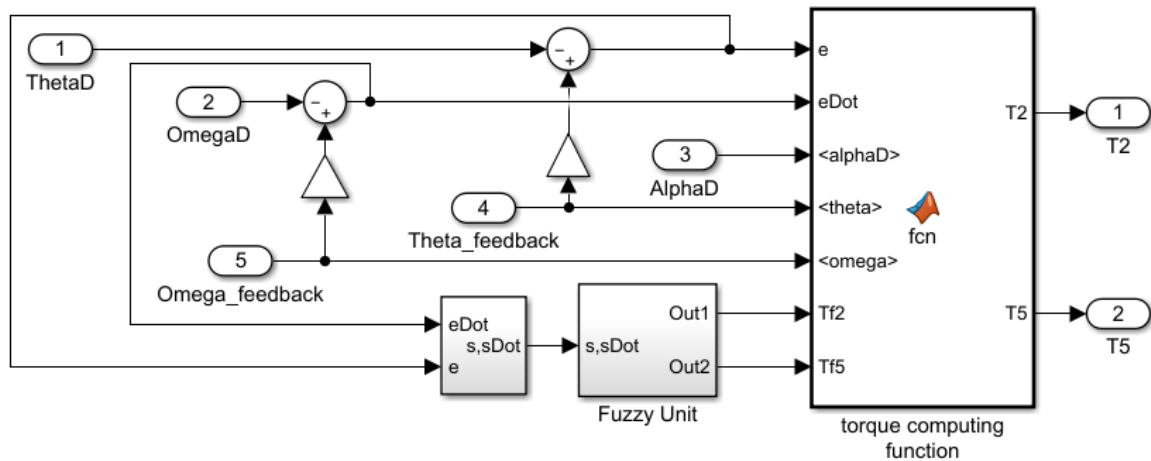 1
ThetaD
−
+
e
2
OmegaD
−
+
eDot
T2
1
T2
3
AlphaD
<alphaD>
4
Theta_feedback
<theta>
fcn
5
Omega_feedback
<omega>
eDot
s,sDot
e
s,sDot
Out1
Out2
Fuzzy Unit
Tf2
Tf5
T5
2
T5
torque computing
function